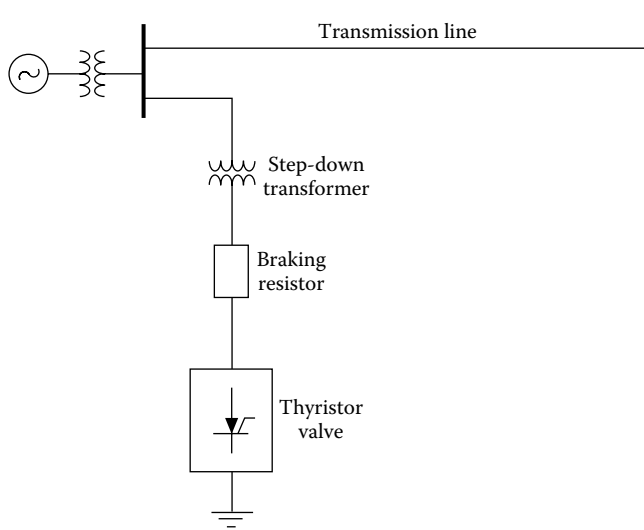 Transmission line
Step-down
transformer
Braking
resistor
Thyristor
valve